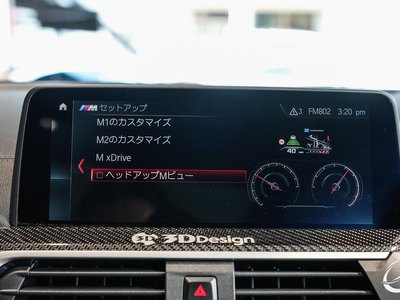 M セットアップ
3 FM802 3:20 pm
M1のカスタマイズ
M2のカスタマイズ
M xDrive
ヘッドアップMビュー
40
3DDesign